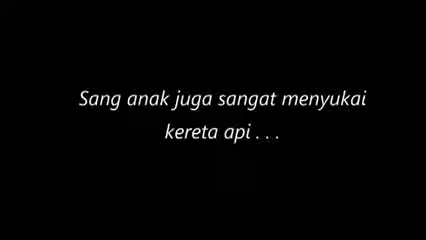 Sang anak juga sangat menyukai
kereta api . . .